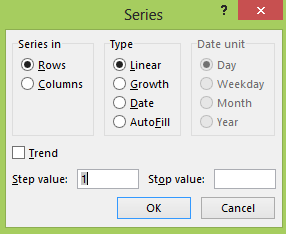 Series ? ×
Series in
Rows
Columns
Type
Linear
Growth
Date
AutoFill
Date unit
Day
Weekday
Month
Year
Trend
Step value: 1 Stop value:
OK Cancel